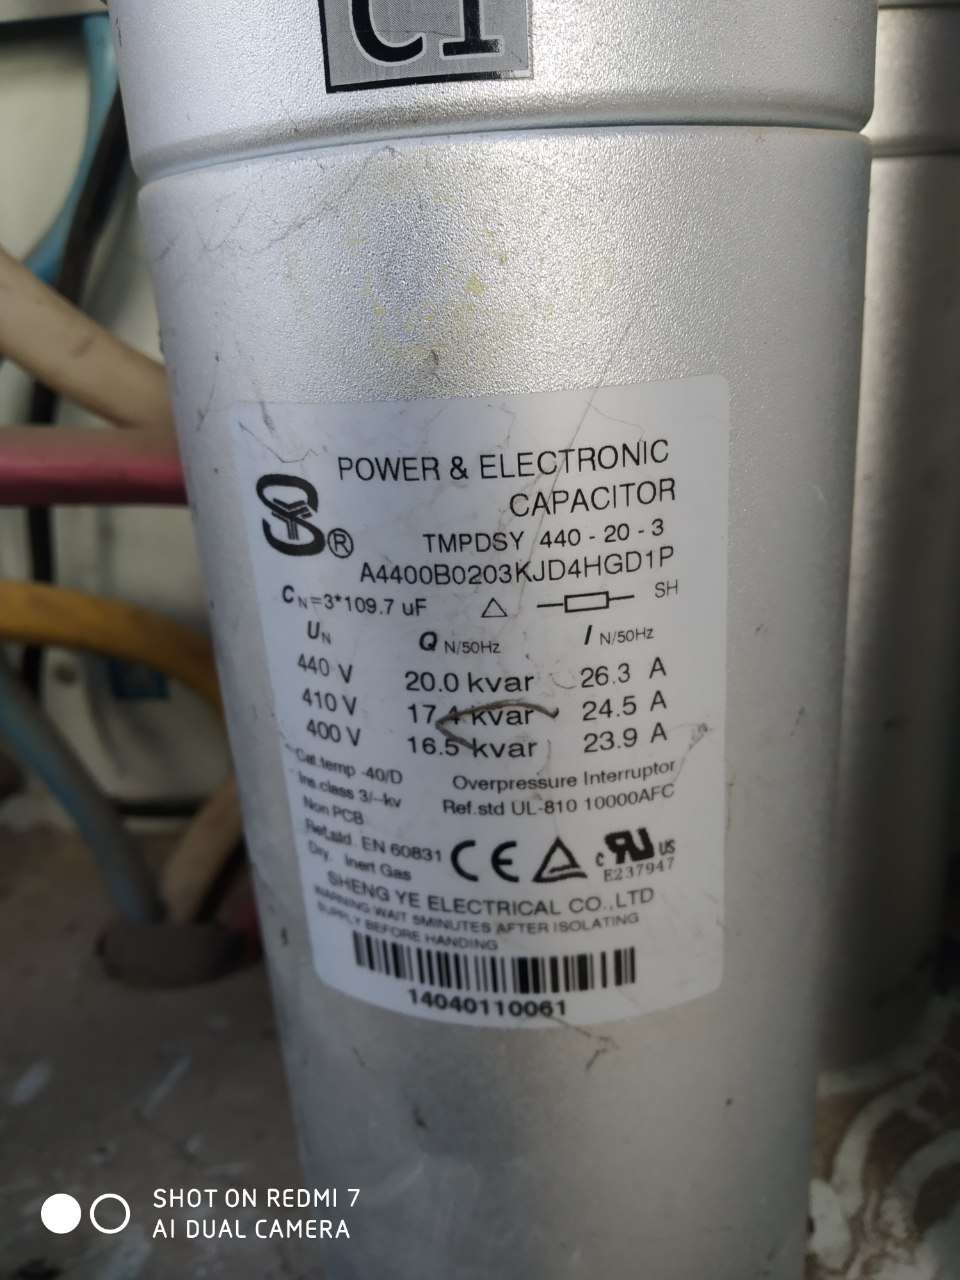 C1
POWER & ELECTRONIC
CAPACITOR
SY®
TMPDSY 440 - 20 - 3
A4400B0203KJD4HGD1P
CN=3*109.7 uF △ SH
UN QN/50Hz IN/50Hz
440 V 20.0 kvar 26.3 A
410 V 17.4 kvar 24.5 A
400 V 16.5 kvar 23.9 A
Cat.temp -40/D Overpressure Interruptor
Ins.class 3/--kv Ref.std UL-810 10000AFC
Non PCB
Ref.std. EN 60831
Dry, Inert Gas
CE c RU US
E237947
SHENG YE ELECTRICAL CO.,LTD
WARNING:WAIT 5MINUTES AFTER ISOLATING
SUPPLY BEFORE HANDING
14040110061
SHOT ON REDMI 7
AI DUAL CAMERA